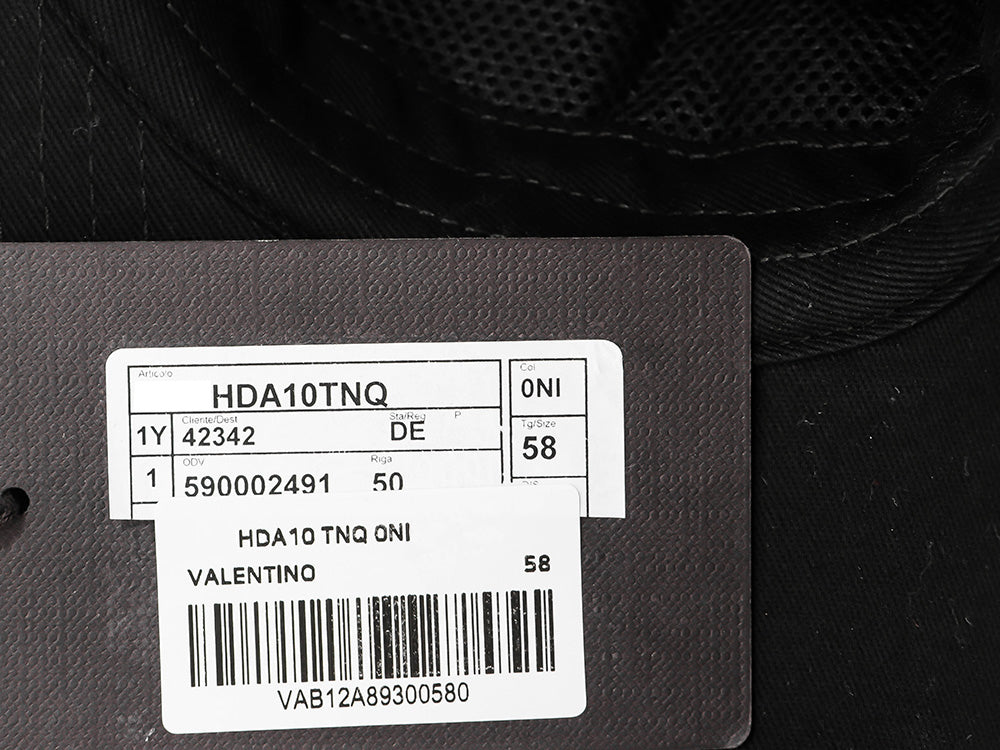 Articolo
HDA10TNQ
Col
0NI
1Y
Cliente/Dest
42342
Sta/Reg
DE
P
Tg/Size
58
1
ODV
590002491
Riga
50
HDA10 TNQ 0NI
VALENTINO 58
VAB12A89300580